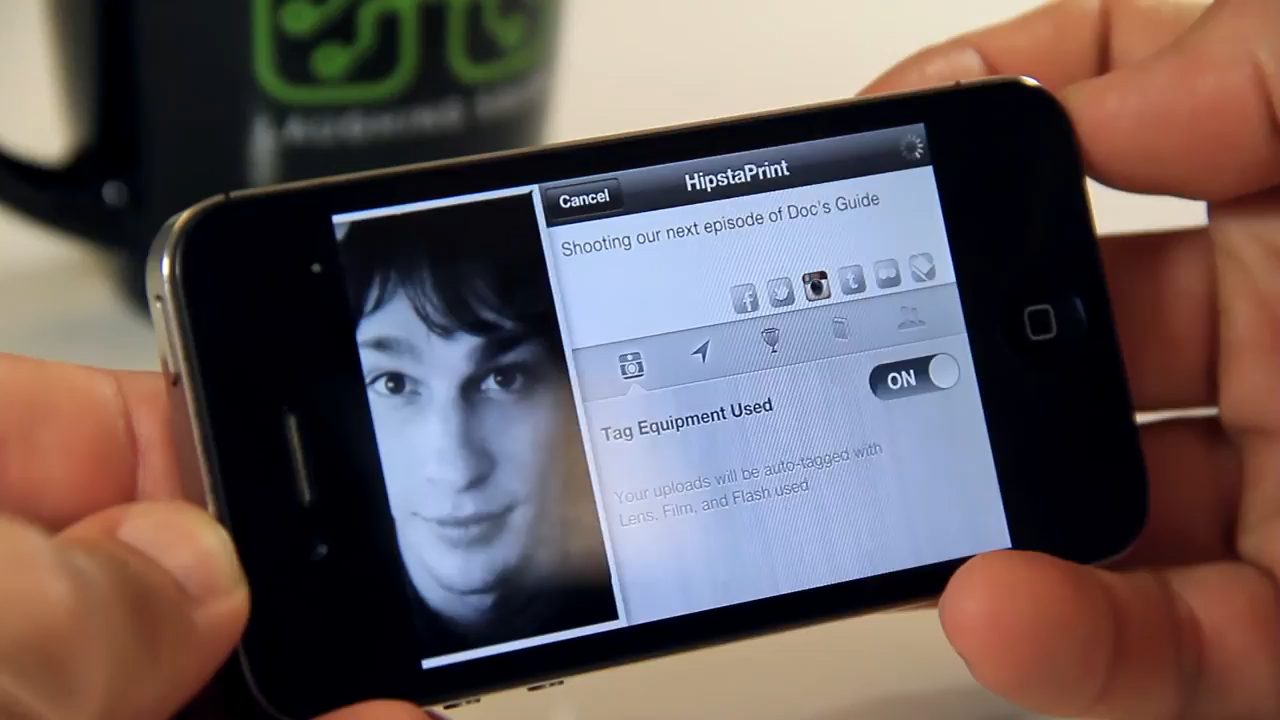 HipstaPrint
Cancel
Shooting our next episode of Doc's Guide
f t
ON
Tag Equipment Used
Your uploads will be auto-tagged with
Lens, Film, and Flash used